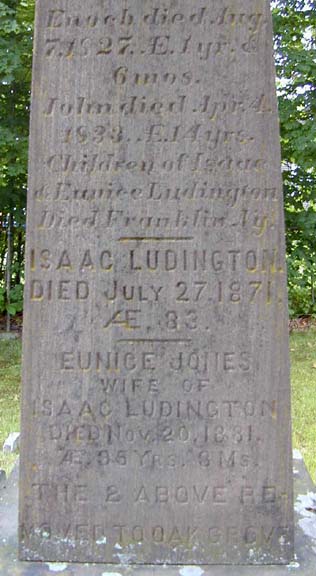 Enoch died Aug.
7, 1827. Æ. 1 yr. &
6 mos.
John died Apr. 4.
1833. Æ. 14 yrs.
Children of Isaac
& Eunice Ludington
Died Franklin N.Y.
ISAAC LUDINGTON.
DIED JULY 27. 1871.
Æ. 83.
EUNICE JONES
WIFE OF
ISAAC LUDINGTON
DIED NOV. 20, 1881.
Æ. 85 YRS. 8 MS.
THE 2 ABOVE RE-
MOVED TO OAK GROVE